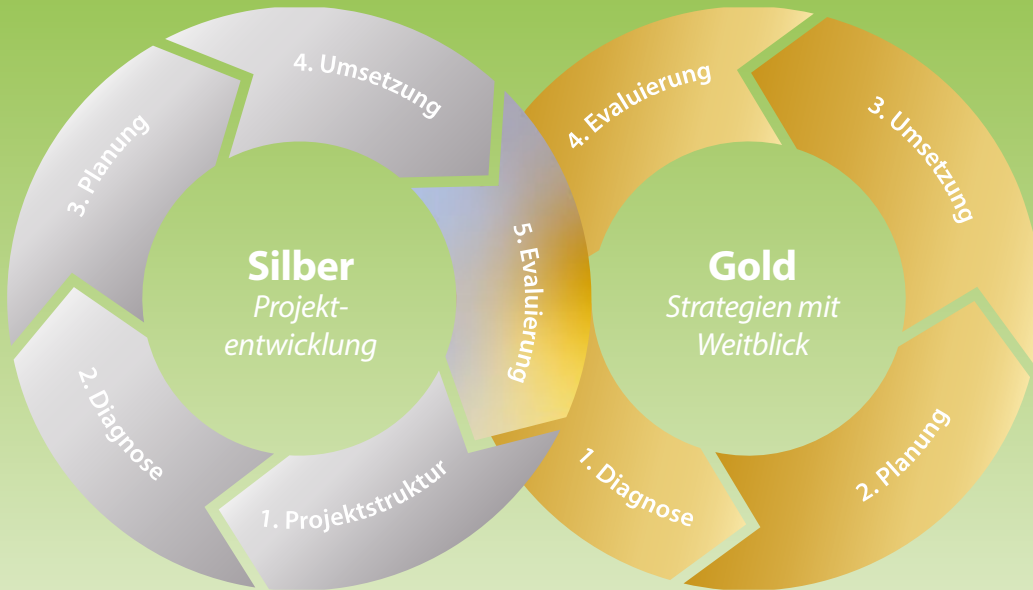 Silber
Projekt-
entwicklung
1. Projektstruktur
2. Diagnose
3. Planung
4. Umsetzung
5. Evaluierung
Gold
Strategien mit
Weitblick
1. Diagnose
2. Planung
3. Umsetzung
4. Evaluierung